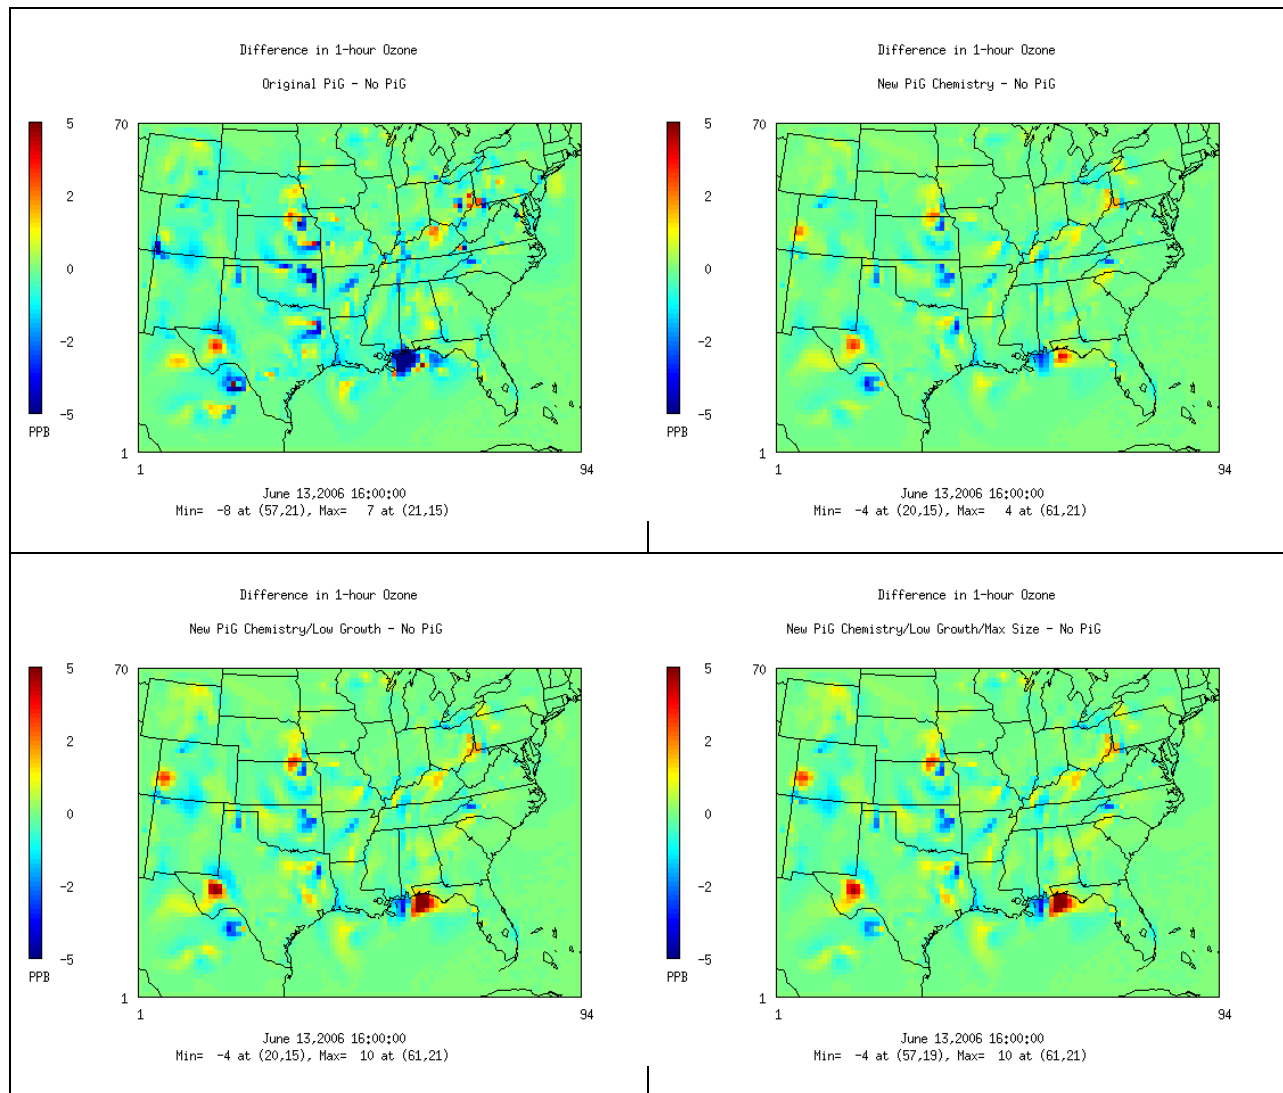 Difference in 1-hour Ozone
Original PiG - No PiG
5
2
0
-2
-5
PPB
70
1
1
94
June 13,2006 16:00:00
Min= -8 at (57,21), Max= 7 at (21,15)
Difference in 1-hour Ozone
New PiG Chemistry - No PiG
5
2
0
-2
-5
PPB
70
1
1
94
June 13,2006 16:00:00
Min= -4 at (20,15), Max= 4 at (61,21)
Difference in 1-hour Ozone
New PiG Chemistry/Low Growth - No PiG
5
2
0
-2
-5
PPB
70
1
1
94
June 13,2006 16:00:00
Min= -4 at (20,15), Max= 10 at (61,21)
Difference in 1-hour Ozone
New PiG Chemistry/Low Growth/Max Size - No PiG
5
2
0
-2
-5
PPB
70
1
1
94
June 13,2006 16:00:00
Min= -4 at (57,19), Max= 10 at (61,21)